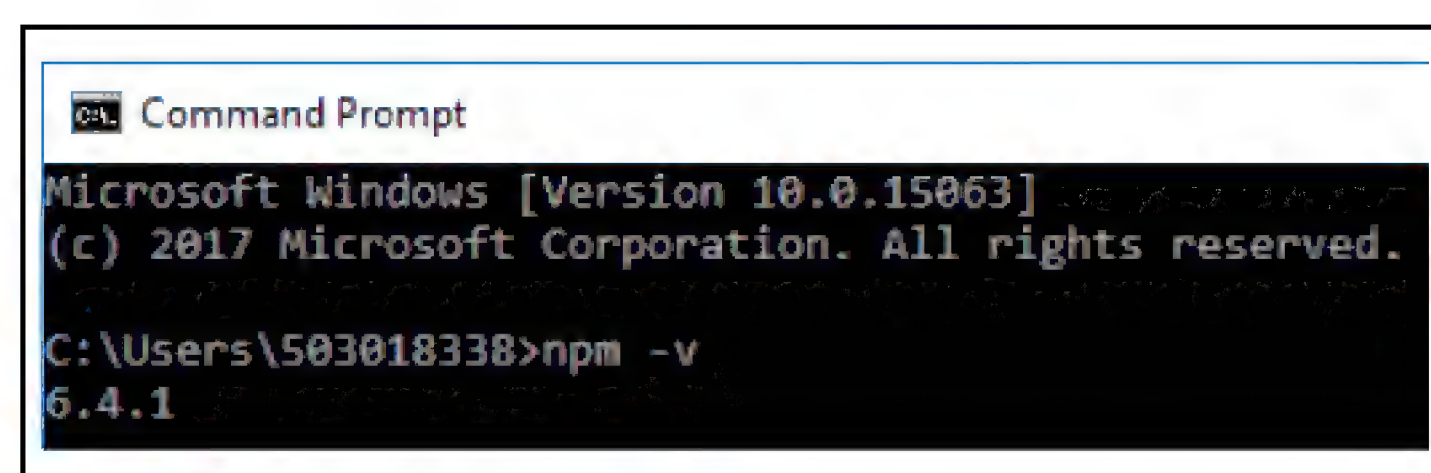 Command Prompt
Microsoft Windows [Version 10.0.15063]
(c) 2017 Microsoft Corporation. All rights reserved.
C:\Users\503018338>npm -v
6.4.1